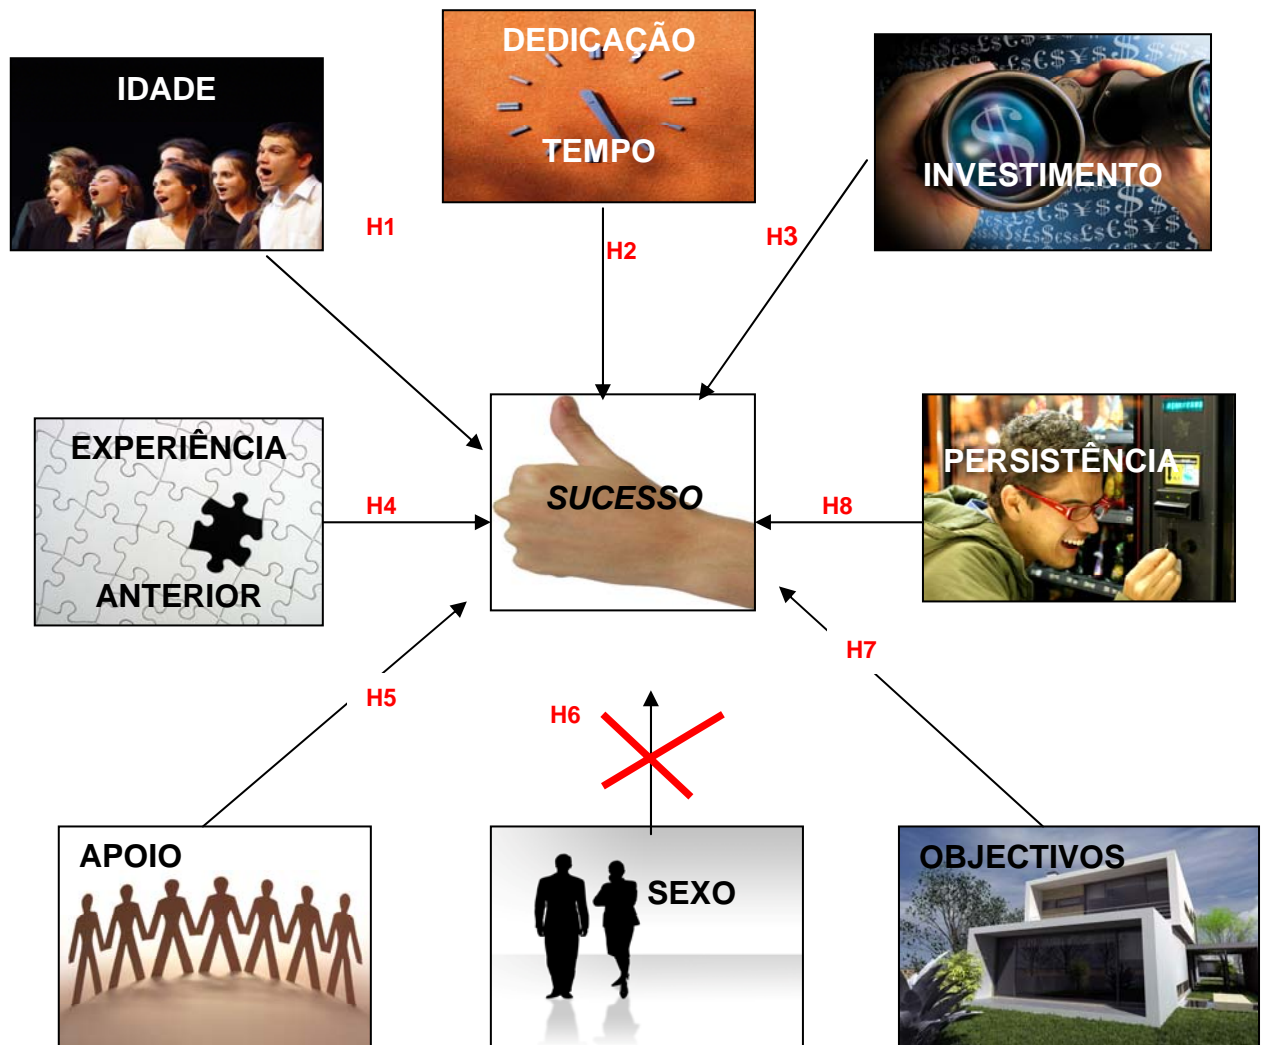 IDADE
DEDICAÇÃO
TEMPO
INVESTIMENTO
H1
H2
H3
EXPERIÊNCIA
ANTERIOR
H4
SUCESSO
H8
PERSISTÊNCIA
H5
H6
H7
APOIO
SEXO
OBJECTIVOS